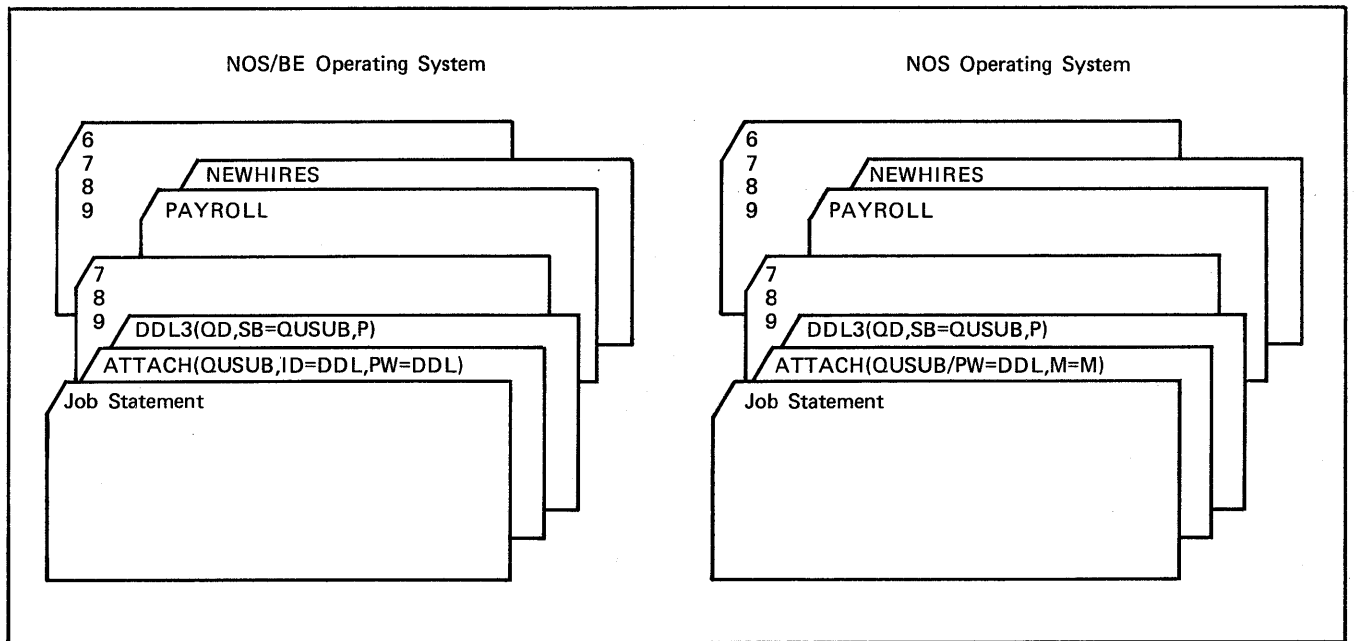 NOS/BE Operating System
6
7
8
9
NEWHIRES
PAYROLL
7
8
9
DDL3(QD,SB=QUSUB,P)
ATTACH(QUSUB,ID=DDL,PW=DDL)
Job Statement
NOS Operating System
6
7
8
9
NEWHIRES
PAYROLL
7
8
9
DDL3(QD,SB=QUSUB,P)
ATTACH(QUSUB/PW=DDL,M=M)
Job Statement